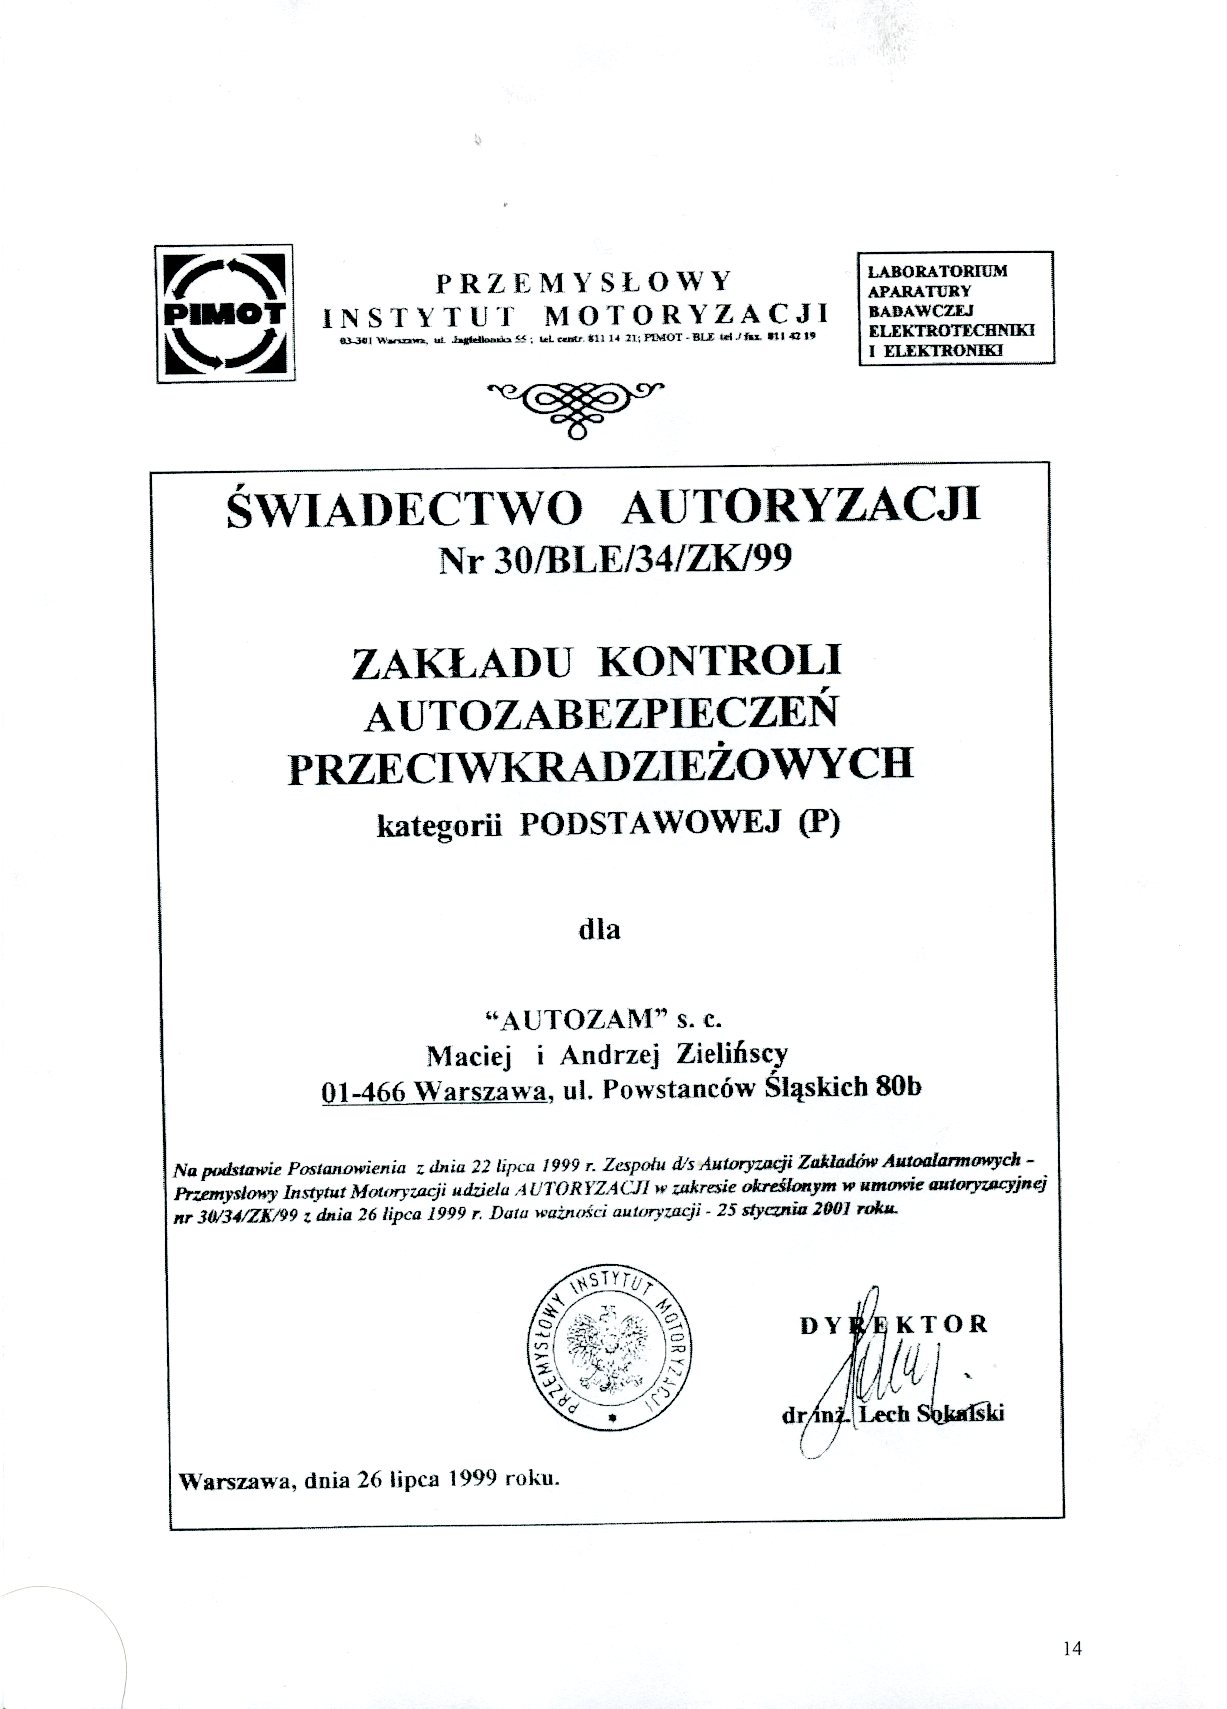 PIMOT
PRZEMYSŁOWY
INSTYTUT MOTORYZACJI
03-301 Warszawa, ul. Jagiellońska 55 ; tel. centr. 811 14 21; PIMOT - BLE tel ./ fax. 811 42 19
LABORATORIUM
APARATURY
BADAWCZEJ
ELEKTROTECHNIKI
I ELEKTRONIKI
ŚWIADECTWO AUTORYZACJI
Nr 30/BLE/34/ZK/99
ZAKŁADU KONTROLI
AUTOZABEZPIECZEŃ
PRZECIWKRADZIEŻOWYCH
kategorii PODSTAWOWEJ (P)
dla
“AUTOZAM” s. c.
Maciej i Andrzej Zielińscy
01-466 Warszawa, ul. Powstańców Śląskich 80b
Na podstawie Postanowienia z dnia 22 lipca 1999 r. Zespołu d/s Autoryzacji Zakładów Autoalarmowych -
Przemysłowy Instytut Motoryzacji udziela AUTORYZACJI w zakresie określonym w umowie autoryzacyjnej
nr 30/34/ZK/99 z dnia 26 lipca 1999 r. Data ważności autoryzacji - 25 stycznia 2001 roku.
PRZEMYSŁOWY INSTYTUT MOTORYZACJI *
DYREKTOR
dr inż. Lech Sokalski
Warszawa, dnia 26 lipca 1999 roku.
14